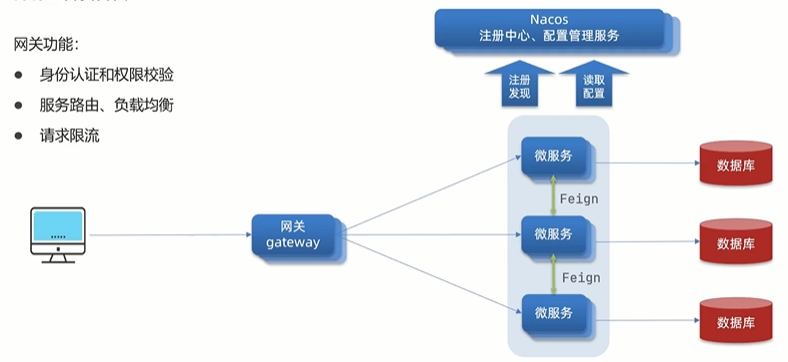 网关功能：
● 身份认证和权限校验
● 服务路由、负载均衡
● 请求限流
Nacos
注册中心、配置管理服务
注册
发现
读取
配置
网关
gateway
微服务
Feign
微服务
Feign
微服务
数据库
数据库
数据库